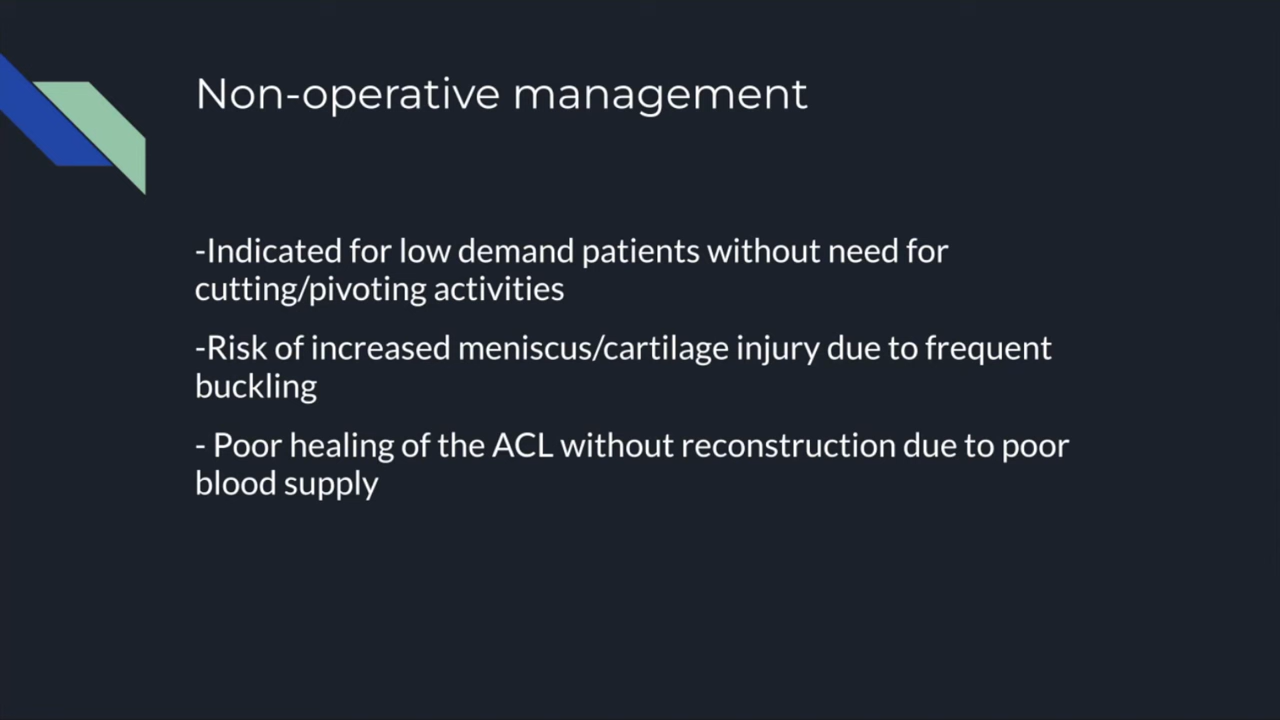 Non-operative management
-Indicated for low demand patients without need for
cutting/pivoting activities
-Risk of increased meniscus/cartilage injury due to frequent
buckling
- Poor healing of the ACL without reconstruction due to poor
blood supply